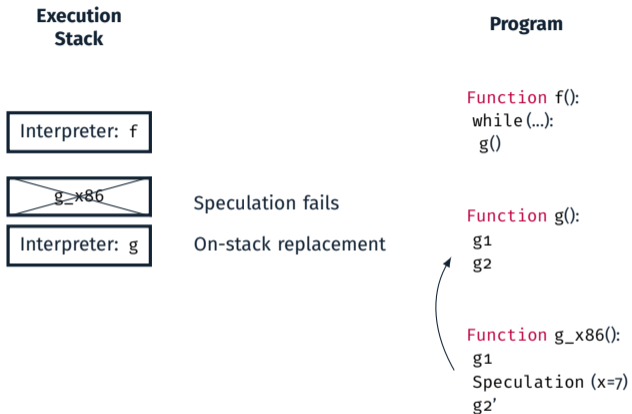 Execution
Stack
Interpreter: f
g_x86
Speculation fails
Interpreter: g
On-stack replacement
Program
Function f():
while(…):
g()
Function g():
g1
g2
Function g_x86():
g1
Speculation (x=7)
g2’